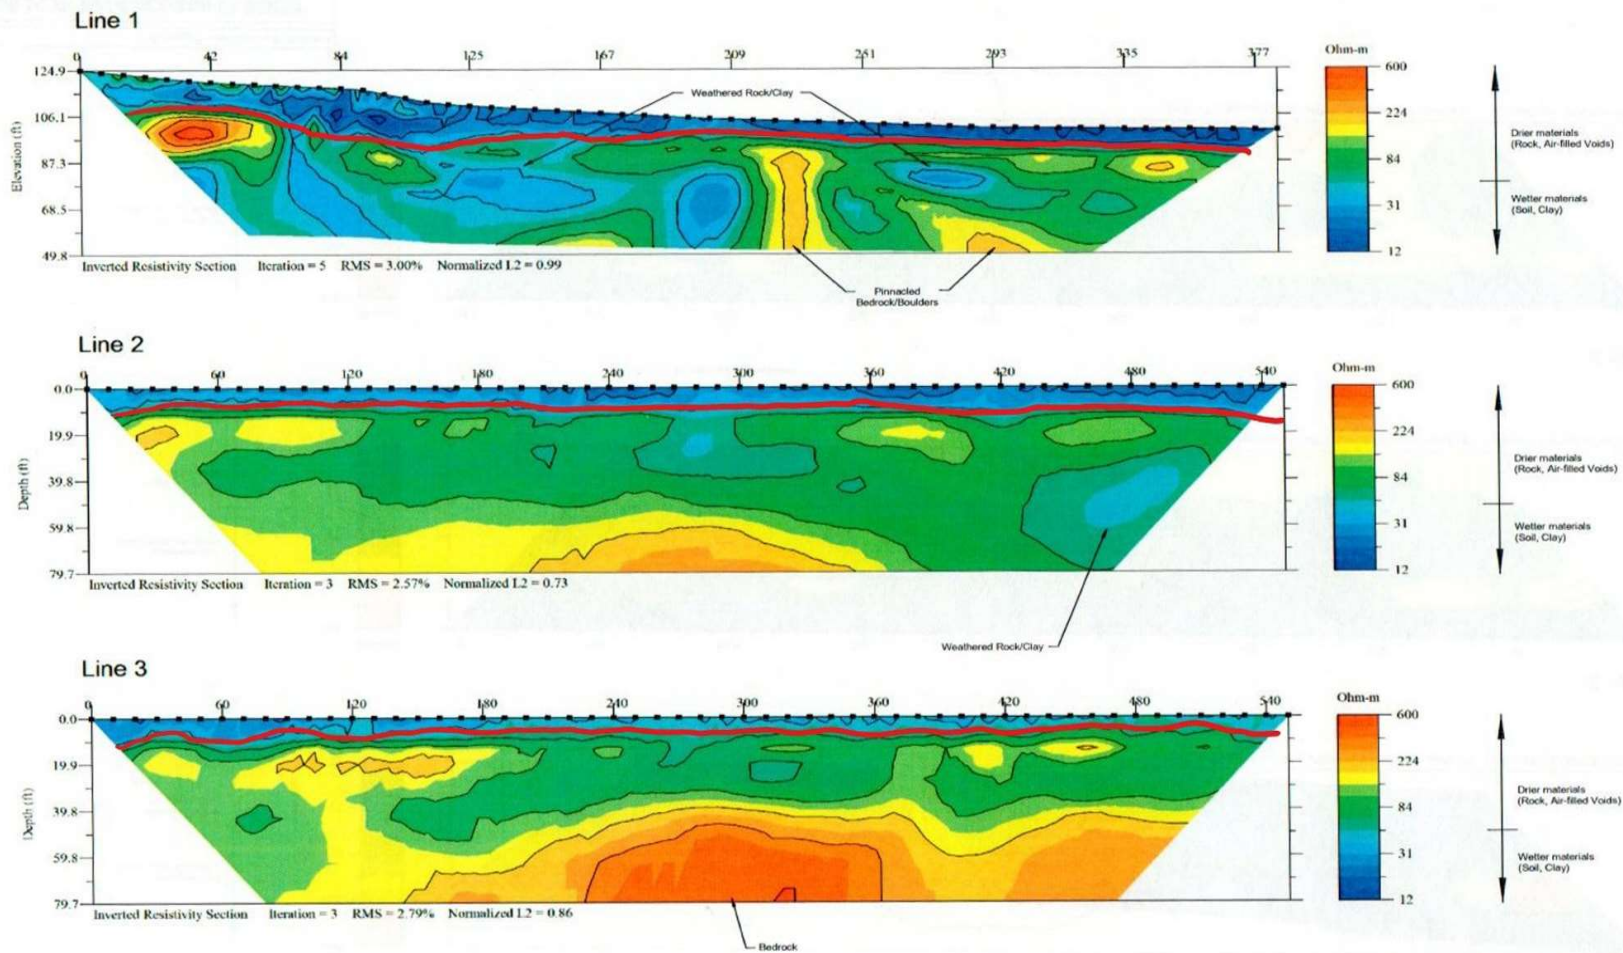 Line 1
0 42 84 125 167 209 251 293 335 377
Ohm-m
124.9
106.1
87.3
68.5
49.8
Elevation (ft)
Weathered Rock/Clay
600
224
84
31
12
Drier materials
(Rock, Air-filled Voids)
Wetter materials
(Soil, Clay)
Inverted Resistivity Section Iteration = 5 RMS = 3.00% Normalized L2 = 0.99
Pinnacled
Bedrock/Boulders
Line 2
0 60 120 180 240 300 360 420 480 540
Ohm-m
0.0
19.9
39.8
59.8
79.7
Depth (ft)
600
224
84
31
12
Drier materials
(Rock, Air-filled Voids)
Wetter materials
(Soil, Clay)
Inverted Resistivity Section Iteration = 3 RMS = 2.57% Normalized L2 = 0.73
Weathered Rock/Clay
Line 3
0 60 120 180 240 300 360 420 480 540
Ohm-m
0.0
19.9
39.8
59.8
79.7
Depth (ft)
600
224
84
31
12
Drier materials
(Rock, Air-filled Voids)
Wetter materials
(Soil, Clay)
Inverted Resistivity Section Iteration = 3 RMS = 2.79% Normalized L2 = 0.86
Bedrock